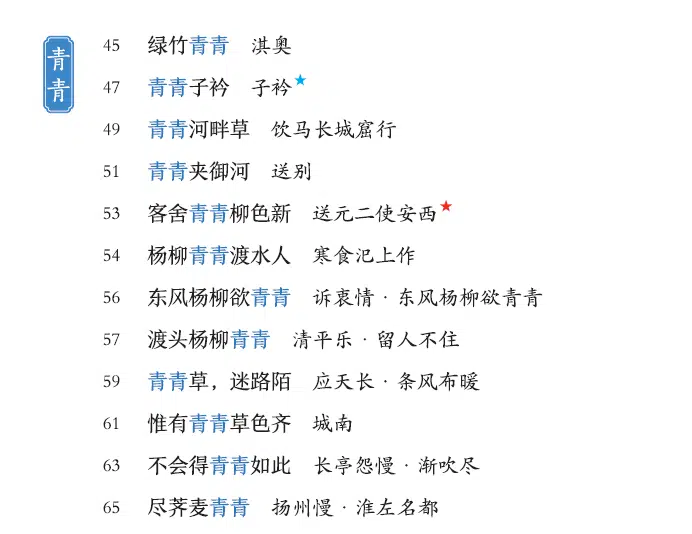 青青
45 绿竹青青 淇奥
47 青青子衿 子衿★
49 青青河畔草 饮马长城窟行
51 青青夹御河 送别
53 客舍青青柳色新 送元二使安西★
54 杨柳青青渡水人 寒食汜上作
56 东风杨柳欲青青 诉衷情·东风杨柳欲青青
57 渡头杨柳青青 清平乐·留人不住
59 青青草，迷路陌 应天长·条风布暖
61 惟有青青草色齐 城南
63 不会得青青如此 长亭怨慢·渐吹尽
65 尽荠麦青青 扬州慢·淮左名都